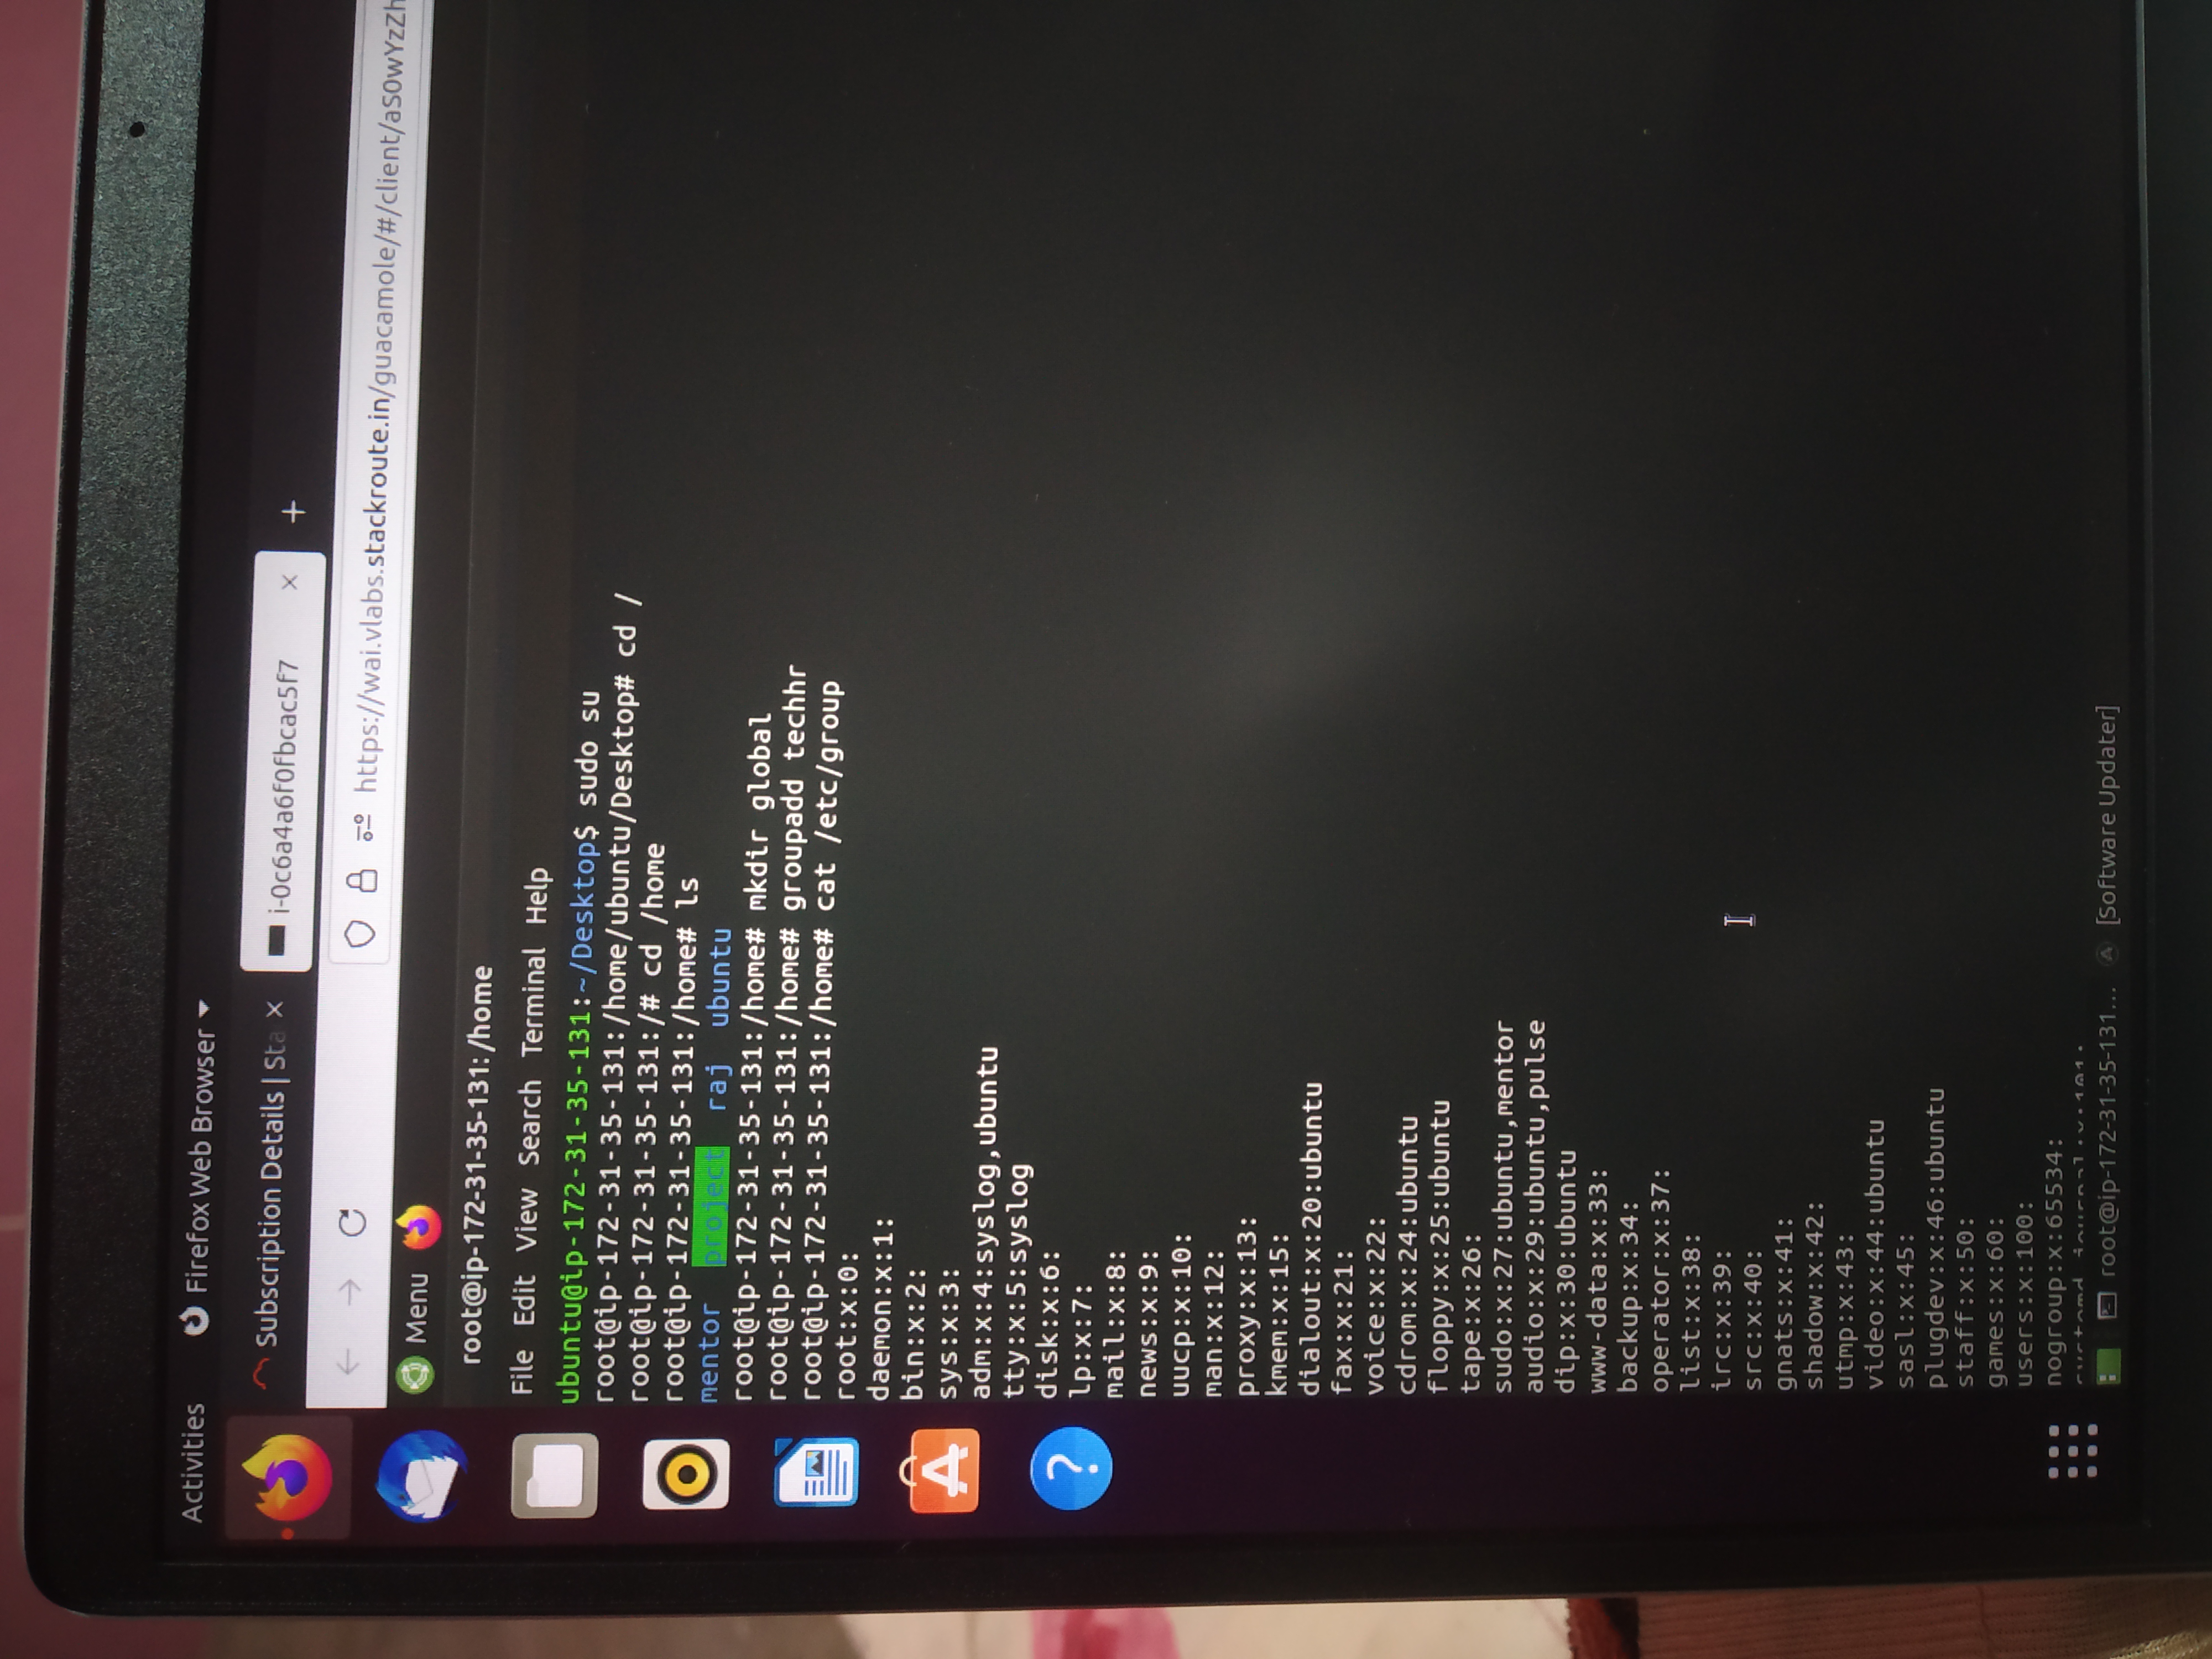 Activities
Firefox Web Browser
Subscription Details | Sta
i-0c6a4a6f0fbcac5f7
https://wai.vlabs.stackroute.in/guacamole/#/client/aS0wYzZh
Menu
root@ip-172-31-35-131: /home
File Edit View Search Terminal Help
ubuntu@ip-172-31-35-131:~/Desktop$ sudo su
root@ip-172-31-35-131:/home/ubuntu/Desktop# cd /
root@ip-172-31-35-131:/# cd /home
root@ip-172-31-35-131:/home# ls
mentor project raj ubuntu
root@ip-172-31-35-131:/home# mkdir global
root@ip-172-31-35-131:/home# groupadd techhr
root@ip-172-31-35-131:/home# cat /etc/group
root:x:0:
daemon:x:1:
bin:x:2:
sys:x:3:
adm:x:4:syslog,ubuntu
tty:x:5:syslog
disk:x:6:
lp:x:7:
mail:x:8:
news:x:9:
uucp:x:10:
man:x:12:
proxy:x:13:
kmem:x:15:
dialout:x:20:ubuntu
fax:x:21:
voice:x:22:
cdrom:x:24:ubuntu
floppy:x:25:ubuntu
tape:x:26:
sudo:x:27:ubuntu,mentor
audio:x:29:ubuntu,pulse
dip:x:30:ubuntu
www-data:x:33:
backup:x:34:
operator:x:37:
list:x:38:
irc:x:39:
src:x:40:
gnats:x:41:
shadow:x:42:
utmp:x:43:
video:x:44:ubuntu
sasl:x:45:
plugdev:x:46:ubuntu
staff:x:50:
games:x:60:
users:x:100:
nogroup:x:65534:
systemd-journal:x:101:
root@ip-172-31-35-131...
[Software Updater]